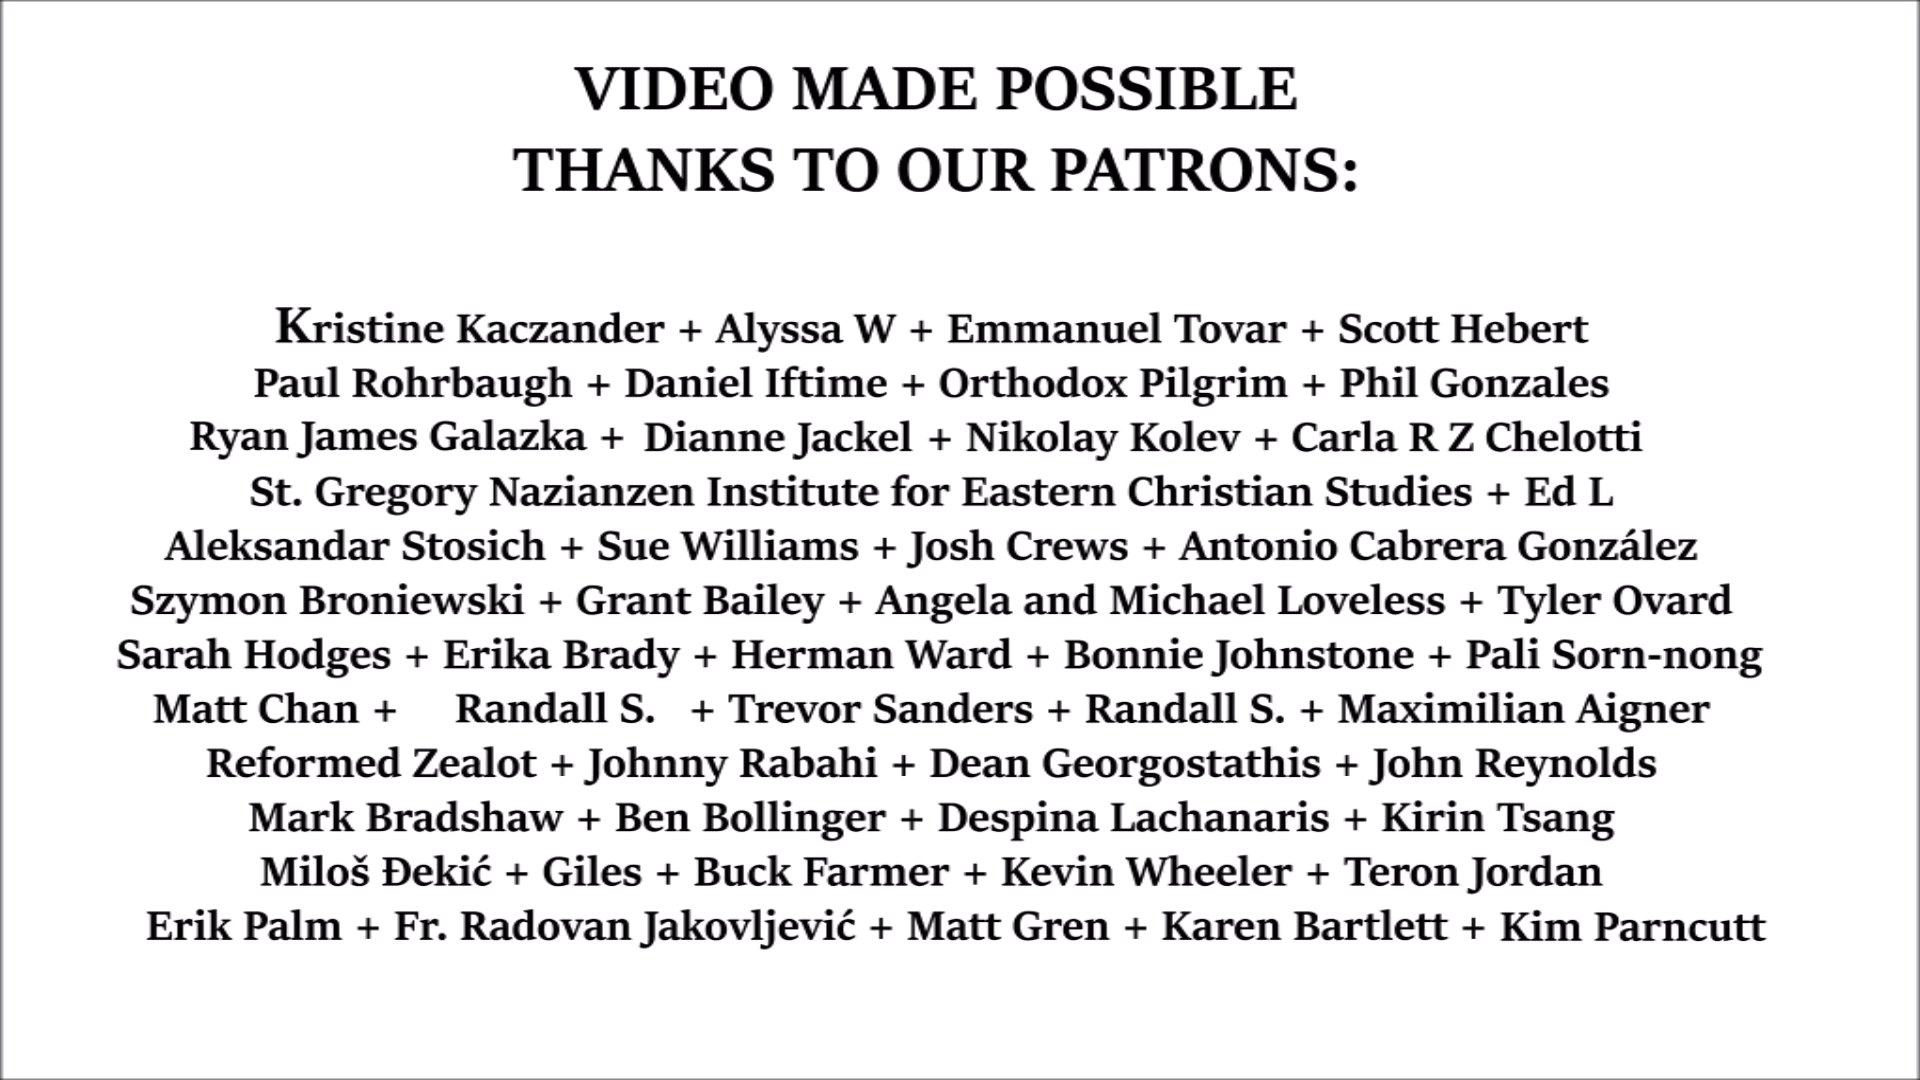 VIDEO MADE POSSIBLE
THANKS TO OUR PATRONS:
Kristine Kaczander + Alyssa W + Emmanuel Tovar + Scott Hebert
Paul Rohrbaugh + Daniel Iftime + Orthodox Pilgrim + Phil Gonzales
Ryan James Galazka + Dianne Jackel + Nikolay Kolev + Carla R Z Chelotti
St. Gregory Nazianzen Institute for Eastern Christian Studies + Ed L
Aleksandar Stosich + Sue Williams + Josh Crews + Antonio Cabrera González
Szymon Broniewski + Grant Bailey + Angela and Michael Loveless + Tyler Ovard
Sarah Hodges + Erika Brady + Herman Ward + Bonnie Johnstone + Pali Sorn-nong
Matt Chan + Randall S. + Trevor Sanders + Randall S. + Maximilian Aigner
Reformed Zealot + Johnny Rabahi + Dean Georgostathis + John Reynolds
Mark Bradshaw + Ben Bollinger + Despina Lachanaris + Kirin Tsang
Miloš Đekić + Giles + Buck Farmer + Kevin Wheeler + Teron Jordan
Erik Palm + Fr. Radovan Jakovljević + Matt Gren + Karen Bartlett + Kim Parncutt